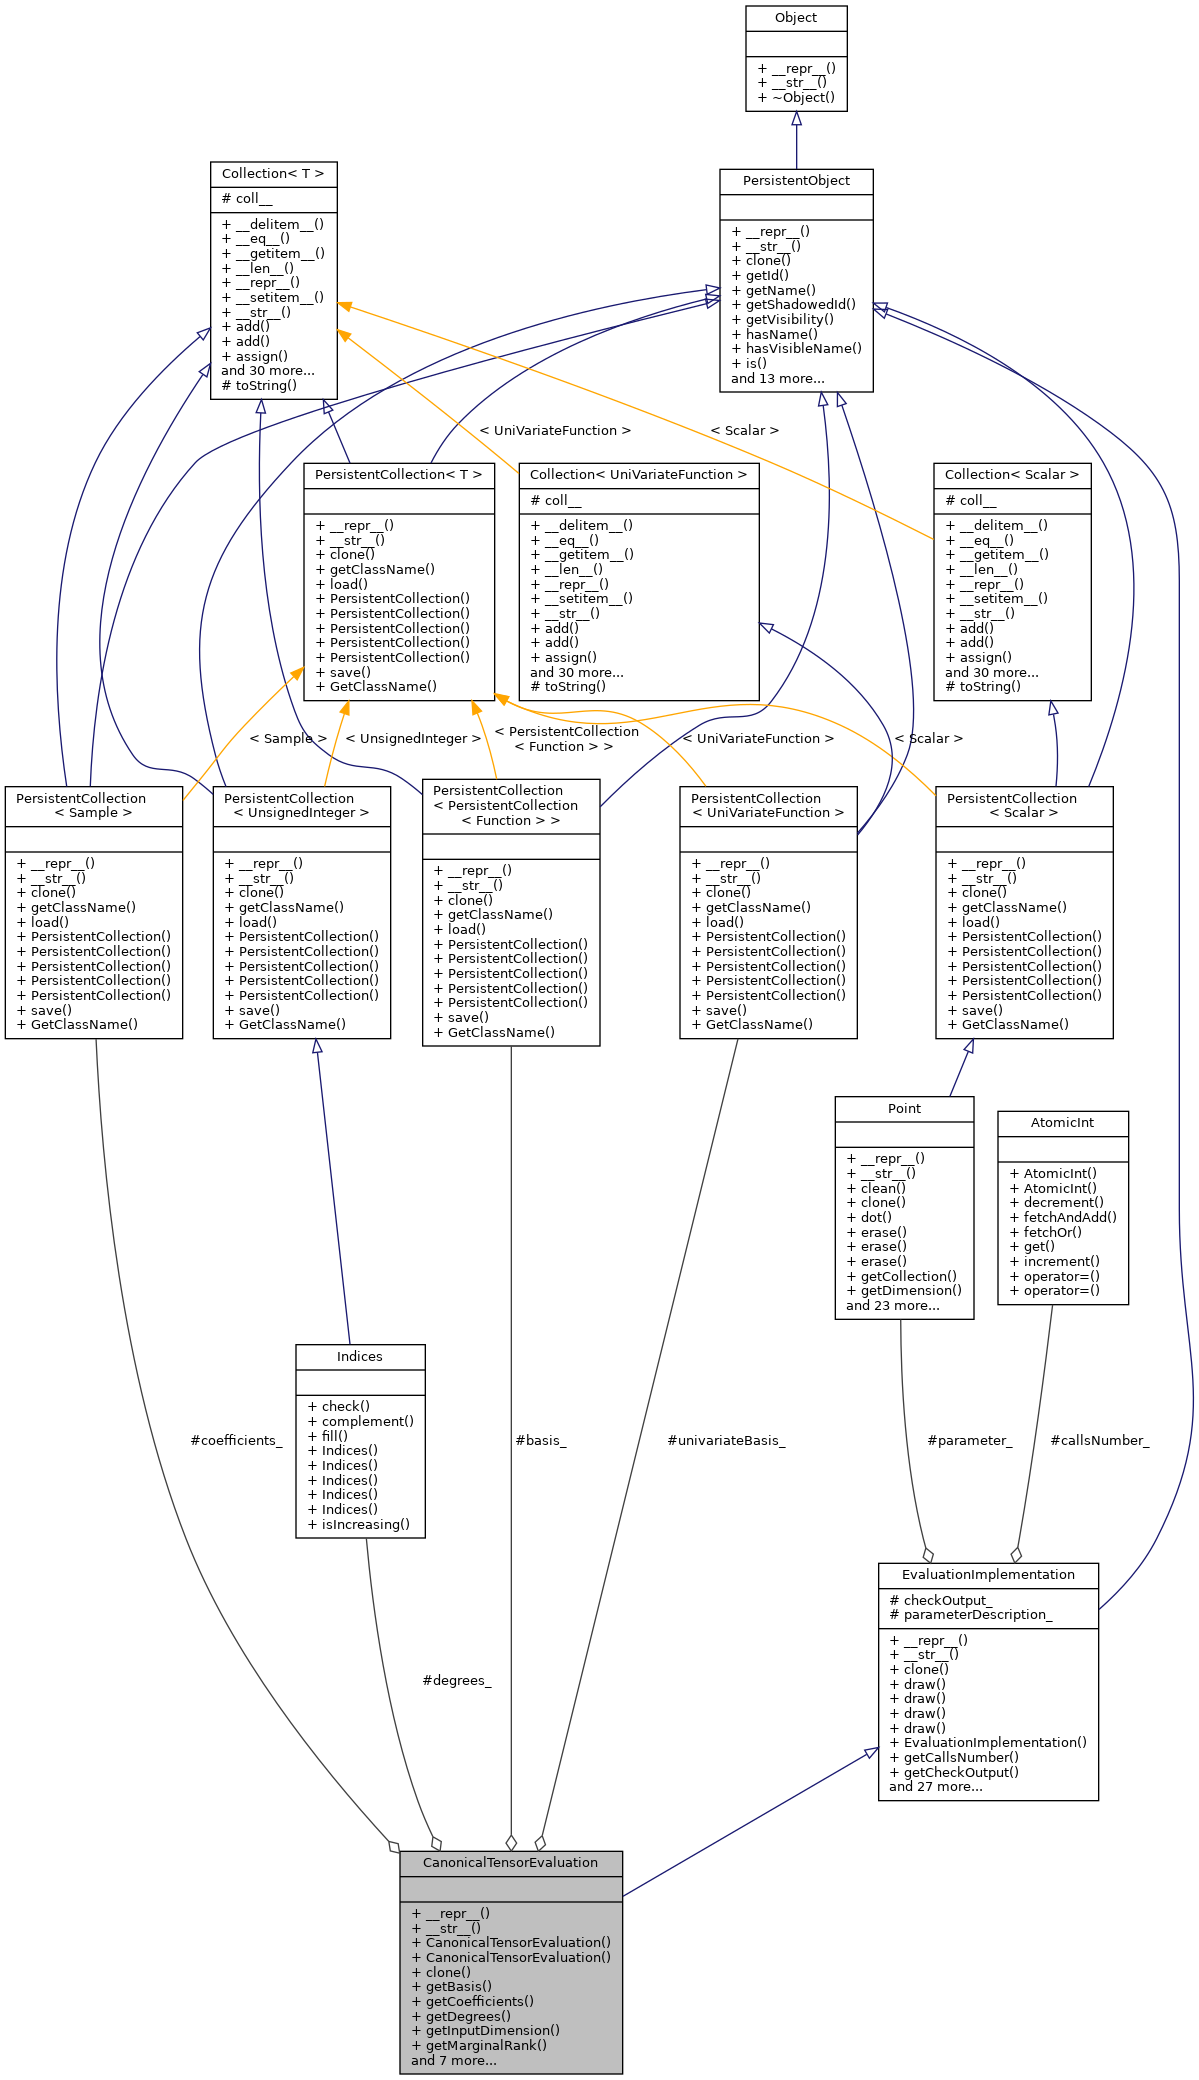 Object
+ __repr__()
+ __str__()
+ ~Object()
Collection< T >
# coll__
+ __delitem__()
+ __eq__()
+ __getitem__()
+ __len__()
+ __repr__()
+ __setitem__()
+ __str__()
+ add()
+ add()
+ assign()
and 30 more...
# toString()
PersistentObject
+ __repr__()
+ __str__()
+ clone()
+ getId()
+ getName()
+ getShadowedId()
+ getVisibility()
+ hasName()
+ hasVisibleName()
+ is()
and 13 more...
< UniVariateFunction >
< Scalar >
PersistentCollection< T >
+ __repr__()
+ __str__()
+ clone()
+ getClassName()
+ load()
+ PersistentCollection()
+ PersistentCollection()
+ PersistentCollection()
+ PersistentCollection()
+ PersistentCollection()
+ save()
+ GetClassName()
Collection< UniVariateFunction >
# coll__
+ __delitem__()
+ __eq__()
+ __getitem__()
+ __len__()
+ __repr__()
+ __setitem__()
+ __str__()
+ add()
+ add()
+ assign()
and 30 more...
# toString()
Collection< Scalar >
# coll__
+ __delitem__()
+ __eq__()
+ __getitem__()
+ __len__()
+ __repr__()
+ __setitem__()
+ __str__()
+ add()
+ add()
+ assign()
and 30 more...
# toString()
< Sample >
< UnsignedInteger >
< PersistentCollection
< Function > >
< UniVariateFunction >
< Scalar >
PersistentCollection
< Sample >
+ __repr__()
+ __str__()
+ clone()
+ getClassName()
+ load()
+ PersistentCollection()
+ PersistentCollection()
+ PersistentCollection()
+ PersistentCollection()
+ PersistentCollection()
+ save()
+ GetClassName()
PersistentCollection
< UnsignedInteger >
+ __repr__()
+ __str__()
+ clone()
+ getClassName()
+ load()
+ PersistentCollection()
+ PersistentCollection()
+ PersistentCollection()
+ PersistentCollection()
+ PersistentCollection()
+ save()
+ GetClassName()
PersistentCollection
< PersistentCollection
< Function > >
+ __repr__()
+ __str__()
+ clone()
+ getClassName()
+ load()
+ PersistentCollection()
+ PersistentCollection()
+ PersistentCollection()
+ PersistentCollection()
+ PersistentCollection()
+ save()
+ GetClassName()
PersistentCollection
< UniVariateFunction >
+ __repr__()
+ __str__()
+ clone()
+ getClassName()
+ load()
+ PersistentCollection()
+ PersistentCollection()
+ PersistentCollection()
+ PersistentCollection()
+ PersistentCollection()
+ save()
+ GetClassName()
PersistentCollection
< Scalar >
+ __repr__()
+ __str__()
+ clone()
+ getClassName()
+ load()
+ PersistentCollection()
+ PersistentCollection()
+ PersistentCollection()
+ PersistentCollection()
+ PersistentCollection()
+ save()
+ GetClassName()
Point
+ __repr__()
+ __str__()
+ clean()
+ clone()
+ dot()
+ erase()
+ erase()
+ erase()
+ getCollection()
+ getDimension()
and 23 more...
AtomicInt
+ AtomicInt()
+ AtomicInt()
+ decrement()
+ fetchAndAdd()
+ fetchOr()
+ get()
+ increment()
+ operator=()
+ operator=()
Indices
+ check()
+ complement()
+ fill()
+ Indices()
+ Indices()
+ Indices()
+ Indices()
+ Indices()
+ isIncreasing()
#coefficients_
#basis_
#univariateBasis_
#parameter_
#callsNumber_
#degrees_
EvaluationImplementation
# checkOutput_
# parameterDescription_
+ __repr__()
+ __str__()
+ clone()
+ draw()
+ draw()
+ draw()
+ draw()
+ EvaluationImplementation()
+ getCallsNumber()
+ getCheckOutput()
and 27 more...
CanonicalTensorEvaluation
+ __repr__()
+ __str__()
+ CanonicalTensorEvaluation()
+ CanonicalTensorEvaluation()
+ clone()
+ getBasis()
+ getCoefficients()
+ getDegrees()
+ getInputDimension()
+ getMarginalRank()
and 7 more...